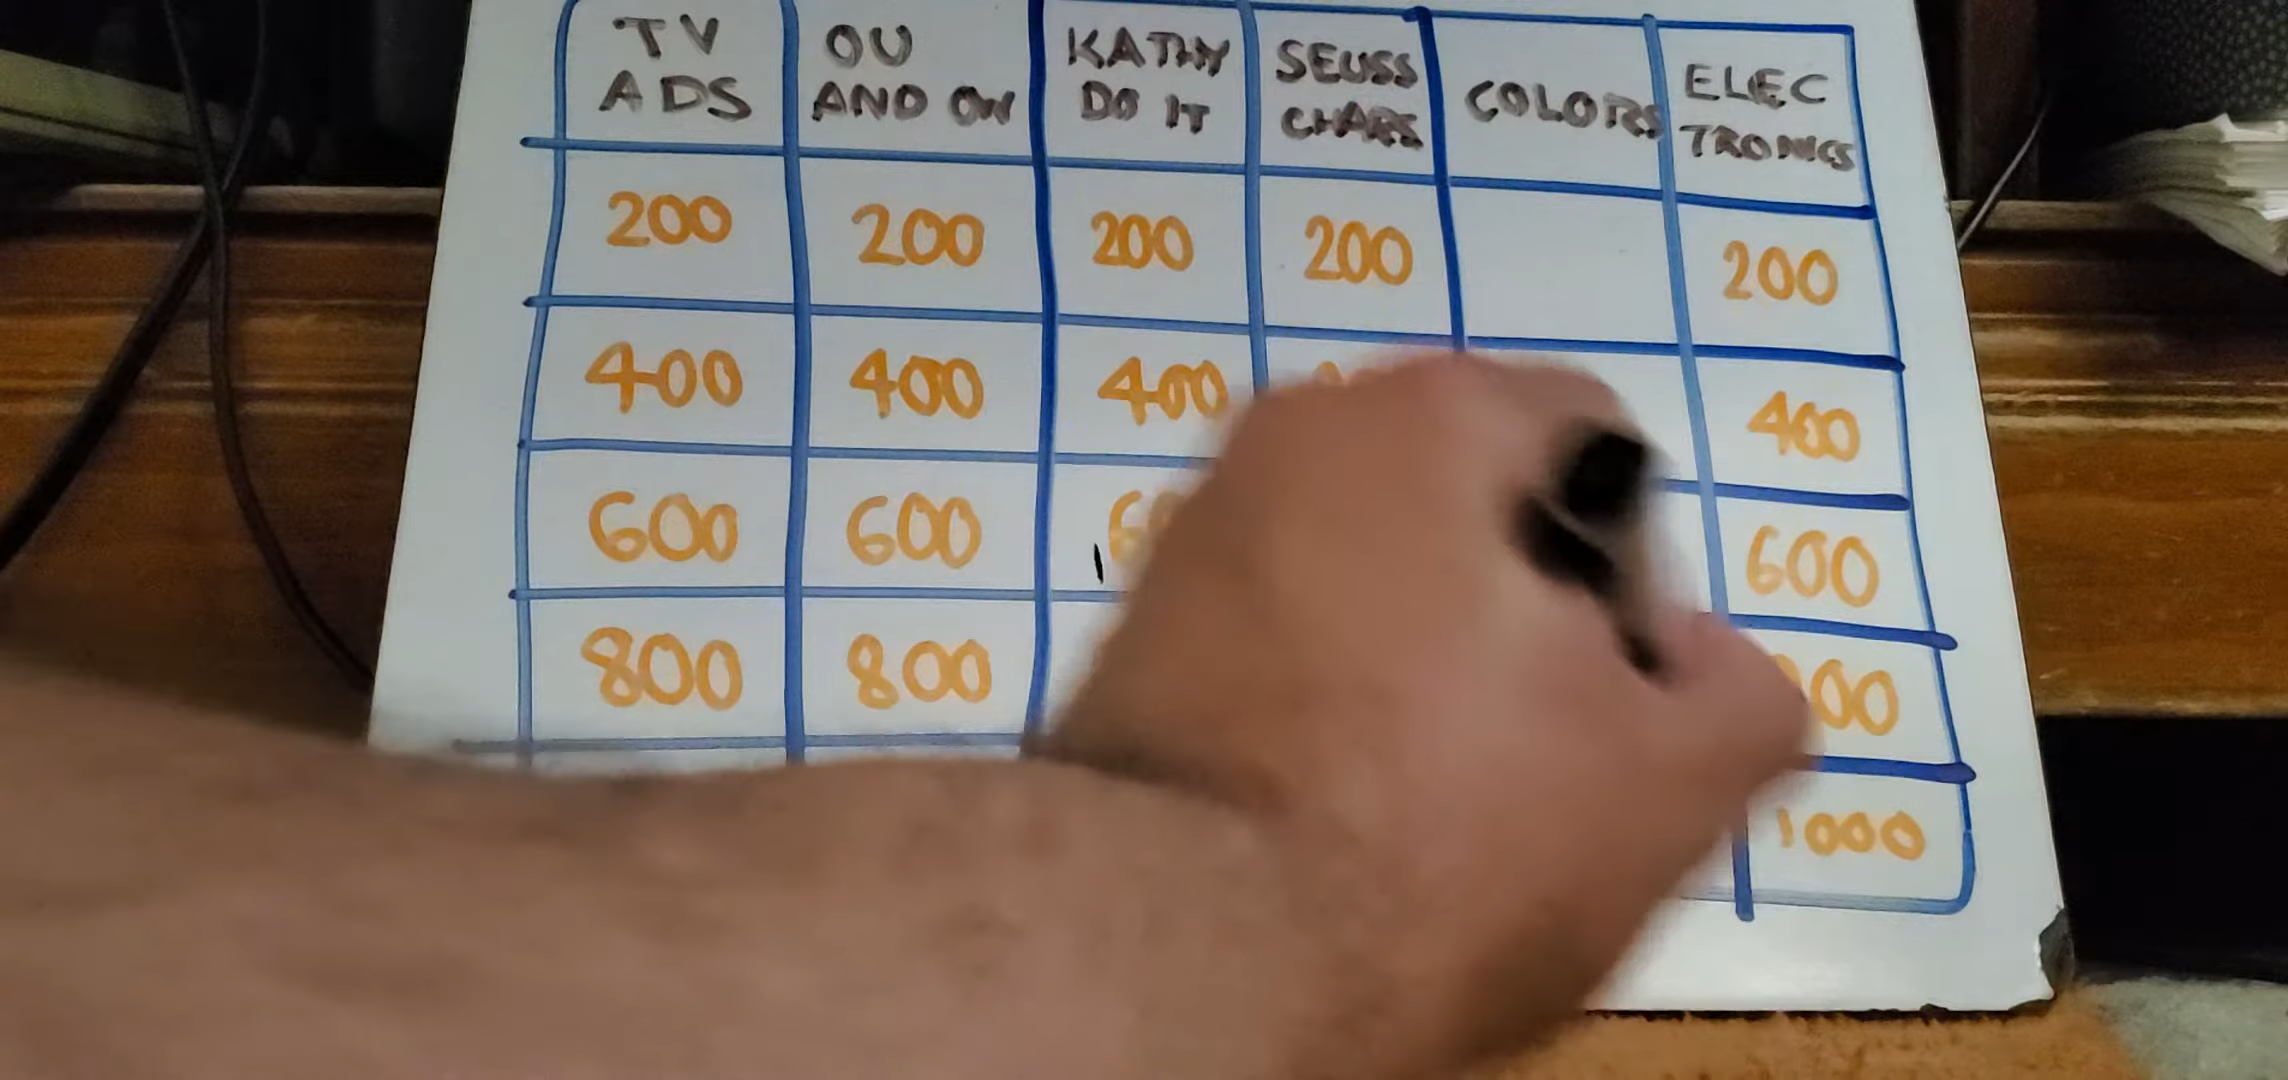 TV ADS
OU AND ON
KATHY DO IT
SEUSS CHARS
COLORS
ELEC TRONICS
200 200 200 200 200
400 400 400 400
600 600 600
800 800
1000